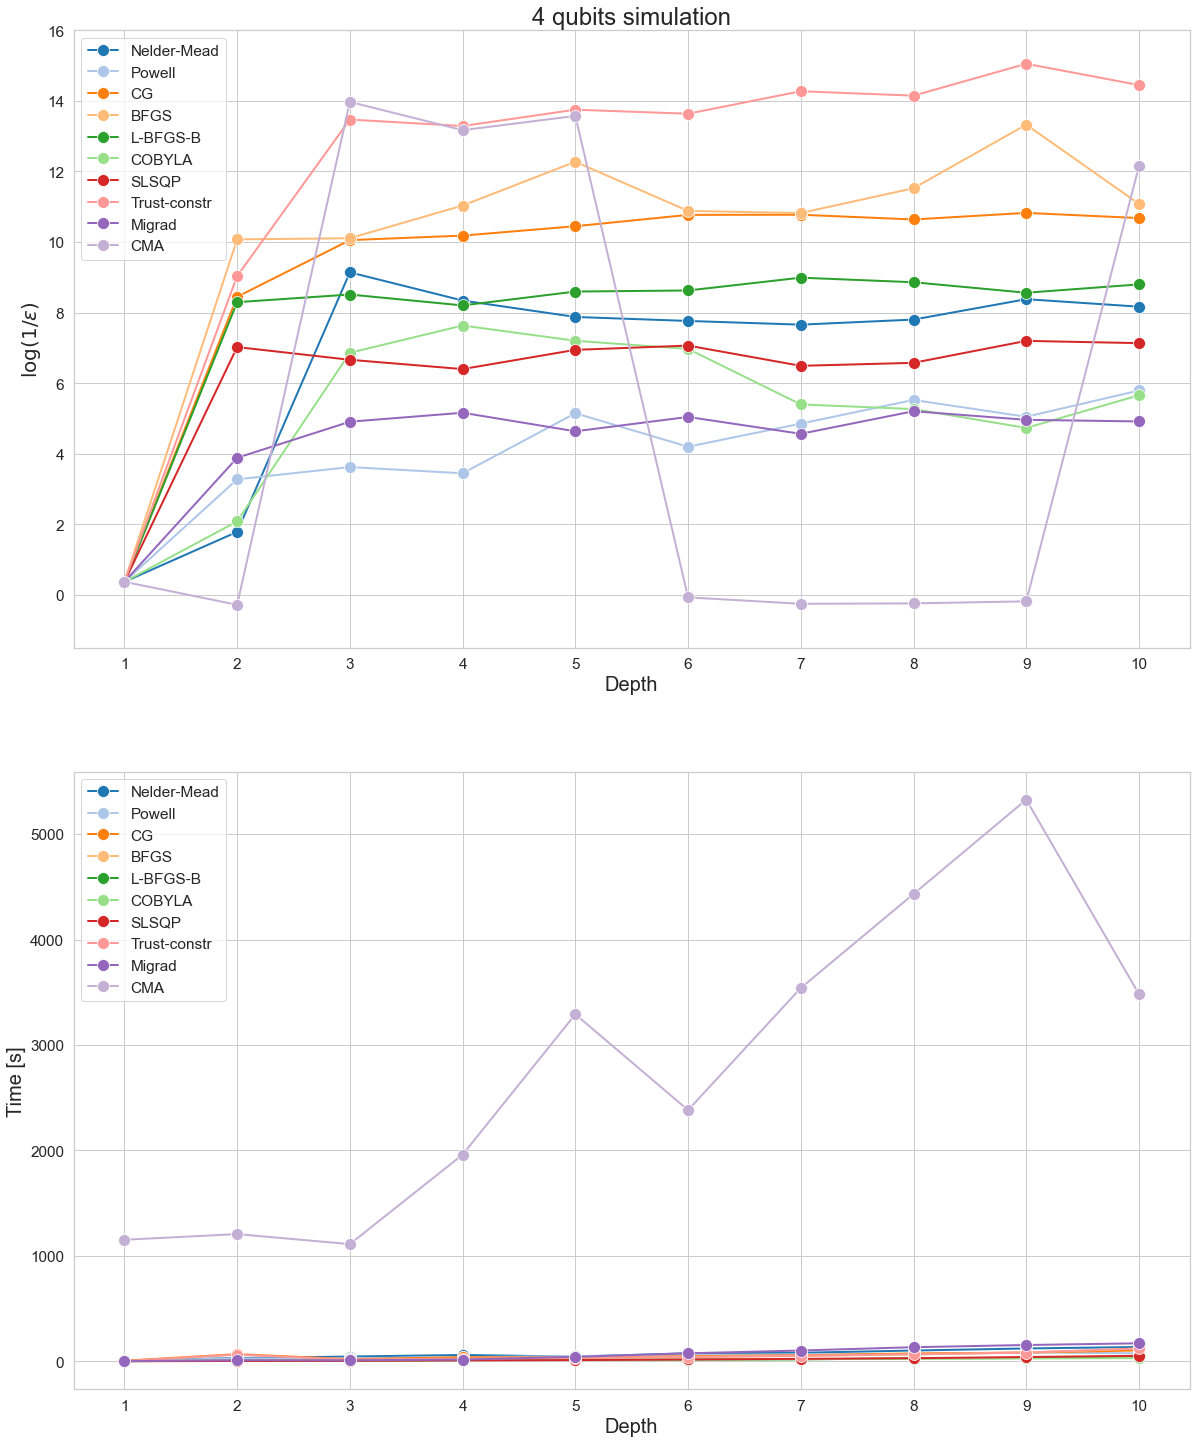 4 qubits simulation
16
14
12
10
8
6
4
2
0
log(1/ε)
Nelder-Mead
Powell
CG
BFGS
L-BFGS-B
COBYLA
SLSQP
Trust-constr
Migrad
CMA
1 2 3 4 5 6 7 8 9 10
Depth
5000
4000
3000
2000
1000
0
Time [s]
Nelder-Mead
Powell
CG
BFGS
L-BFGS-B
COBYLA
SLSQP
Trust-constr
Migrad
CMA
1 2 3 4 5 6 7 8 9 10
Depth